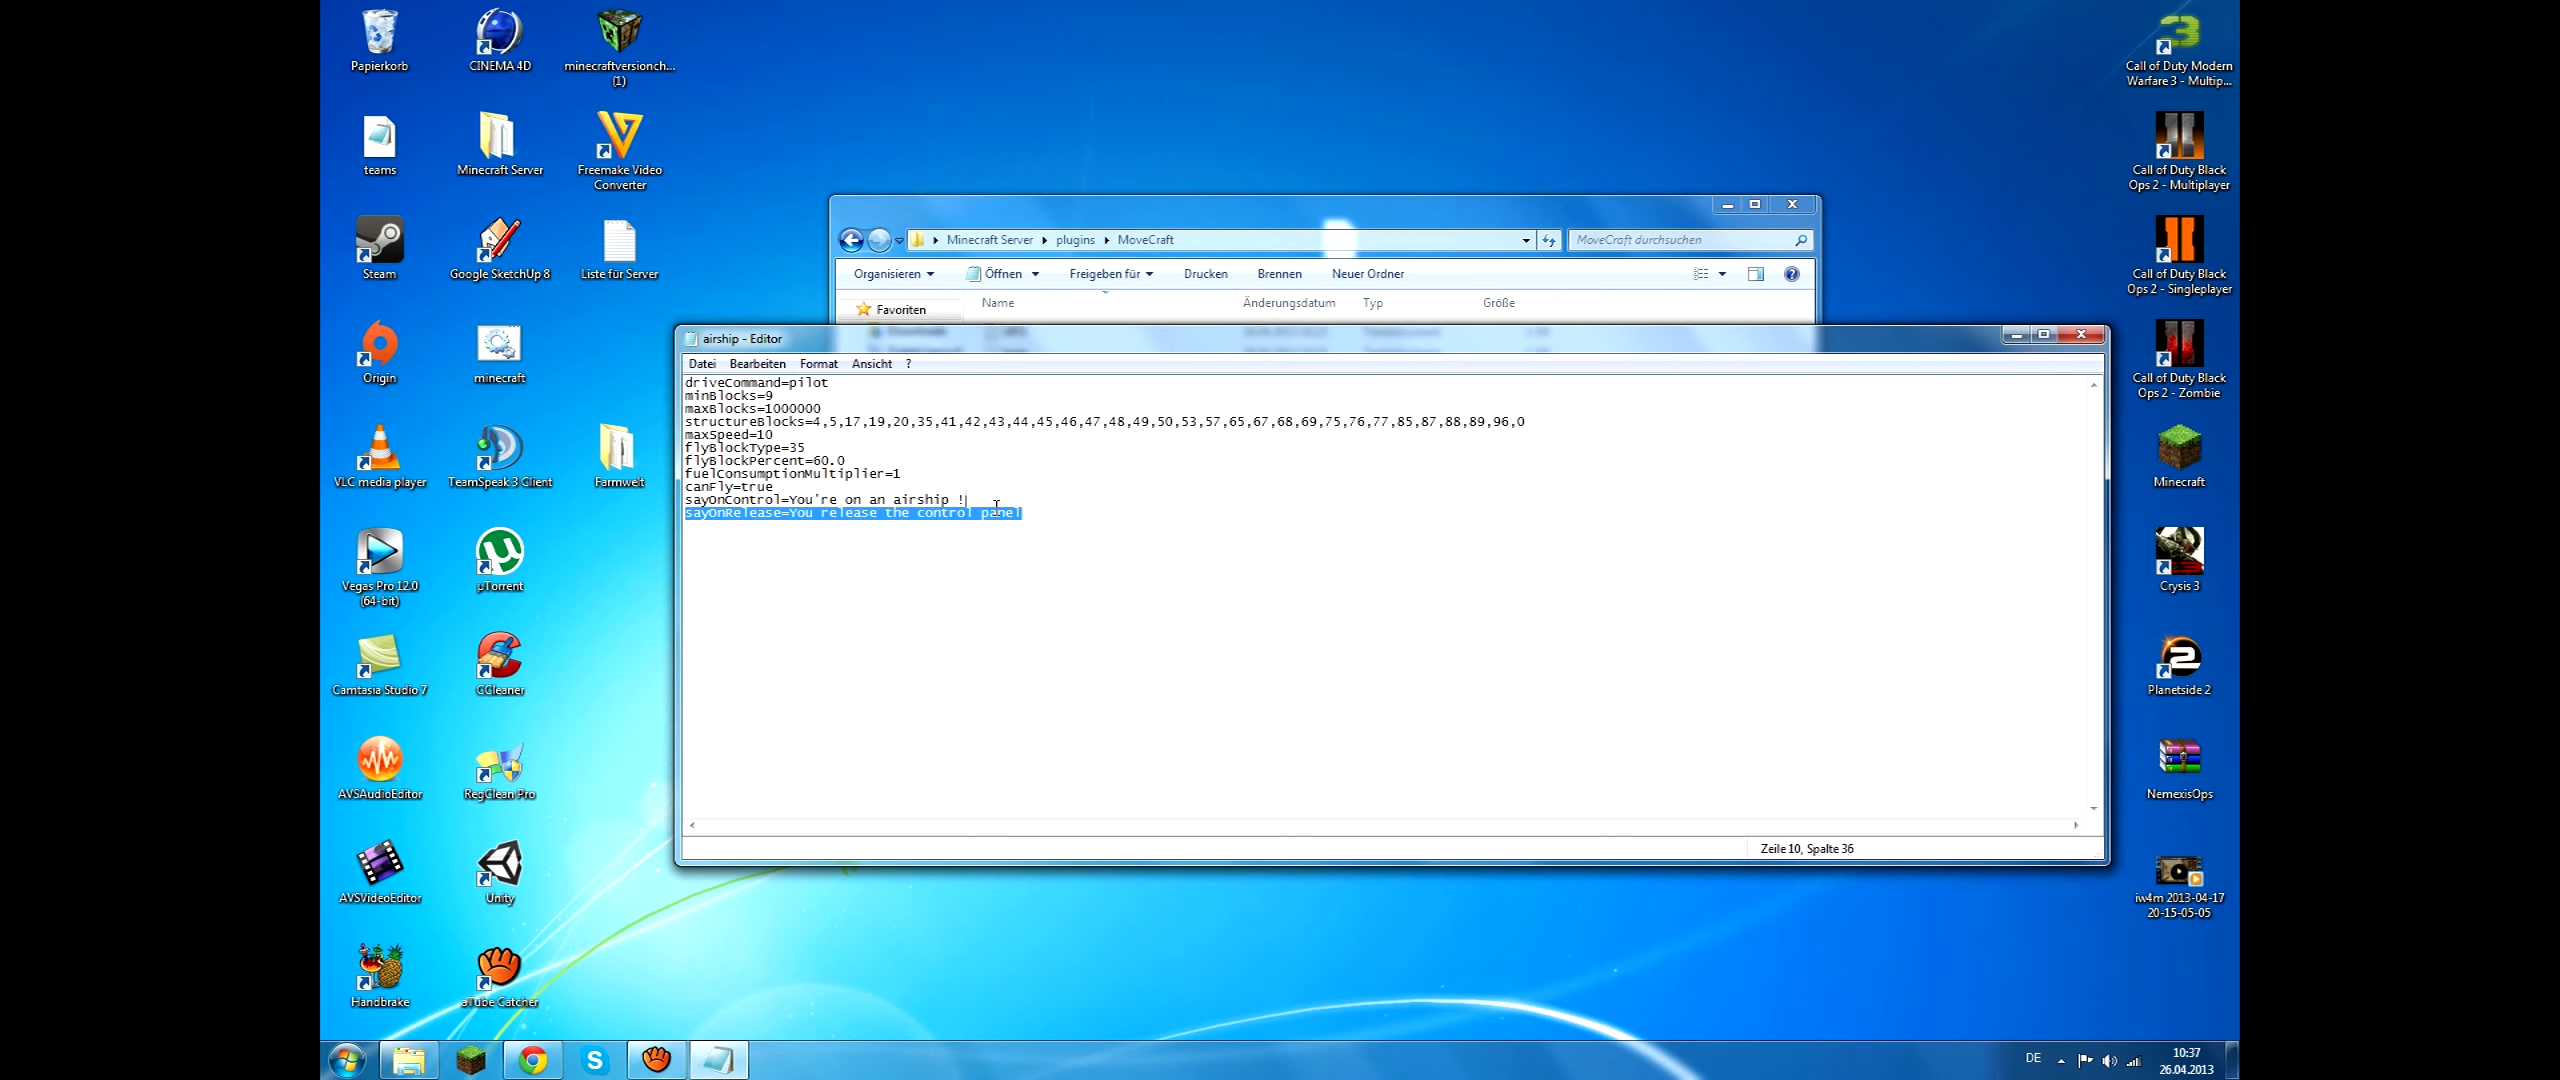 Papierkorb
CINEMA 4D
minecraftversionch...
(1)
teams
Minecraft Server
Freemake Video
Converter
Steam
Google SketchUp 8
Liste für Server
Origin
minecraft
VLC media player
TeamSpeak 3 Client
Farmwelt
Vegas Pro 12.0
(64-bit)
µTorrent
Camtasia Studio 7
CCleaner
AVSAudioEditor
RegClean Pro
AVSVideoEditor
Unity
Handbrake
aTube Catcher
Minecraft Server
plugins
MoveCraft
MoveCraft durchsuchen
Organisieren
Öffnen
Freigeben für
Drucken
Brennen
Neuer Ordner
Favoriten
Name
Änderungsdatum
Typ
Größe
airship - Editor
Datei Bearbeiten Format Ansicht ?
driveCommand=pilot
minBlocks=9
maxBlocks=1000000
structureBlocks=4,5,17,19,20,35,41,42,43,44,45,46,47,48,49,50,53,57,65,67,68,69,75,76,77,85,87,88,89,96,0
maxSpeed=10
flyBlockType=35
flyBlockPercent=60.0
fuelConsumptionMultiplier=1
canFly=true
sayOnControl=You're on an airship !
sayOnRelease=You release the control panel
Zeile 10, Spalte 36
Call of Duty Modern
Warfare 3 - Multip...
Call of Duty Black
Ops 2 - Multiplayer
Call of Duty Black
Ops 2 - Singleplayer
Call of Duty Black
Ops 2 - Zombie
Minecraft
Crysis 3
Planetside 2
NemexisOps
iw4m 2013-04-17
20-15-05-05
DE
10:37
26.04.2013